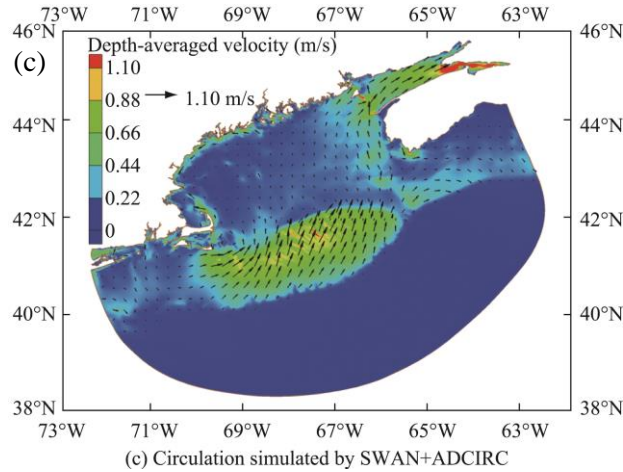 46°N
46°N
(c)
Depth-averaged velocity (m/s)
1.10
0.88
1.10 m/s
0.66
0.44
0.22
0
44°N
44°N
42°N
42°N
40°N
40°N
38°N
38°N
73°W 71°W 69°W 67°W 65°W 63°W
73°W 71°W 69°W 67°W 65°W 63°W
(c) Circulation simulated by SWAN+ADCIRC